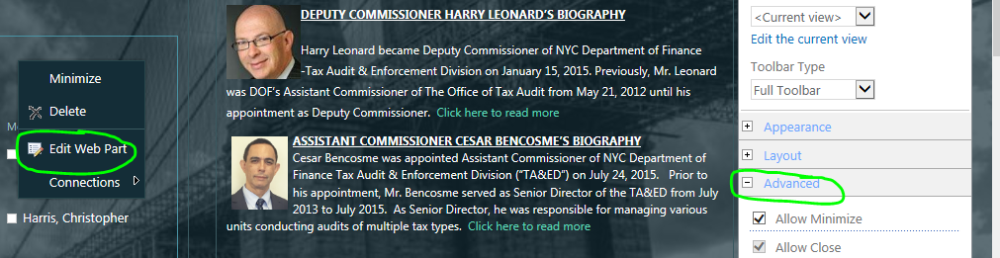 Minimize
Delete
Edit Web Part
Connections
Harris, Christopher
DEPUTY COMMISSIONER HARRY LEONARD'S BIOGRAPHY
Harry Leonard became Deputy Commissioner of NYC Department of Finance
-Tax Audit & Enforcement Division on January 15, 2015. Previously, Mr. Leonard
was DOF's Assistant Commissioner of The Office of Tax Audit from May 21, 2012 until his
appointment as Deputy Commissioner. Click here to read more
ASSISTANT COMMISSIONER CESAR BENCOSME'S BIOGRAPHY
Cesar Bencosme was appointed Assistant Commissioner of NYC Department of
Finance Tax Audit & Enforcement Division ("TA&ED") on July 24, 2015. Prior to
his appointment, Mr. Bencosme served as Senior Director of the TA&ED from July
2013 to July 2015. As Senior Director, he was responsible for managing various
units conducting audits of multiple tax types. Click here to read more
<Current view>
Edit the current view
Toolbar Type
Full Toolbar
Appearance
Layout
Advanced
Allow Minimize
Allow Close